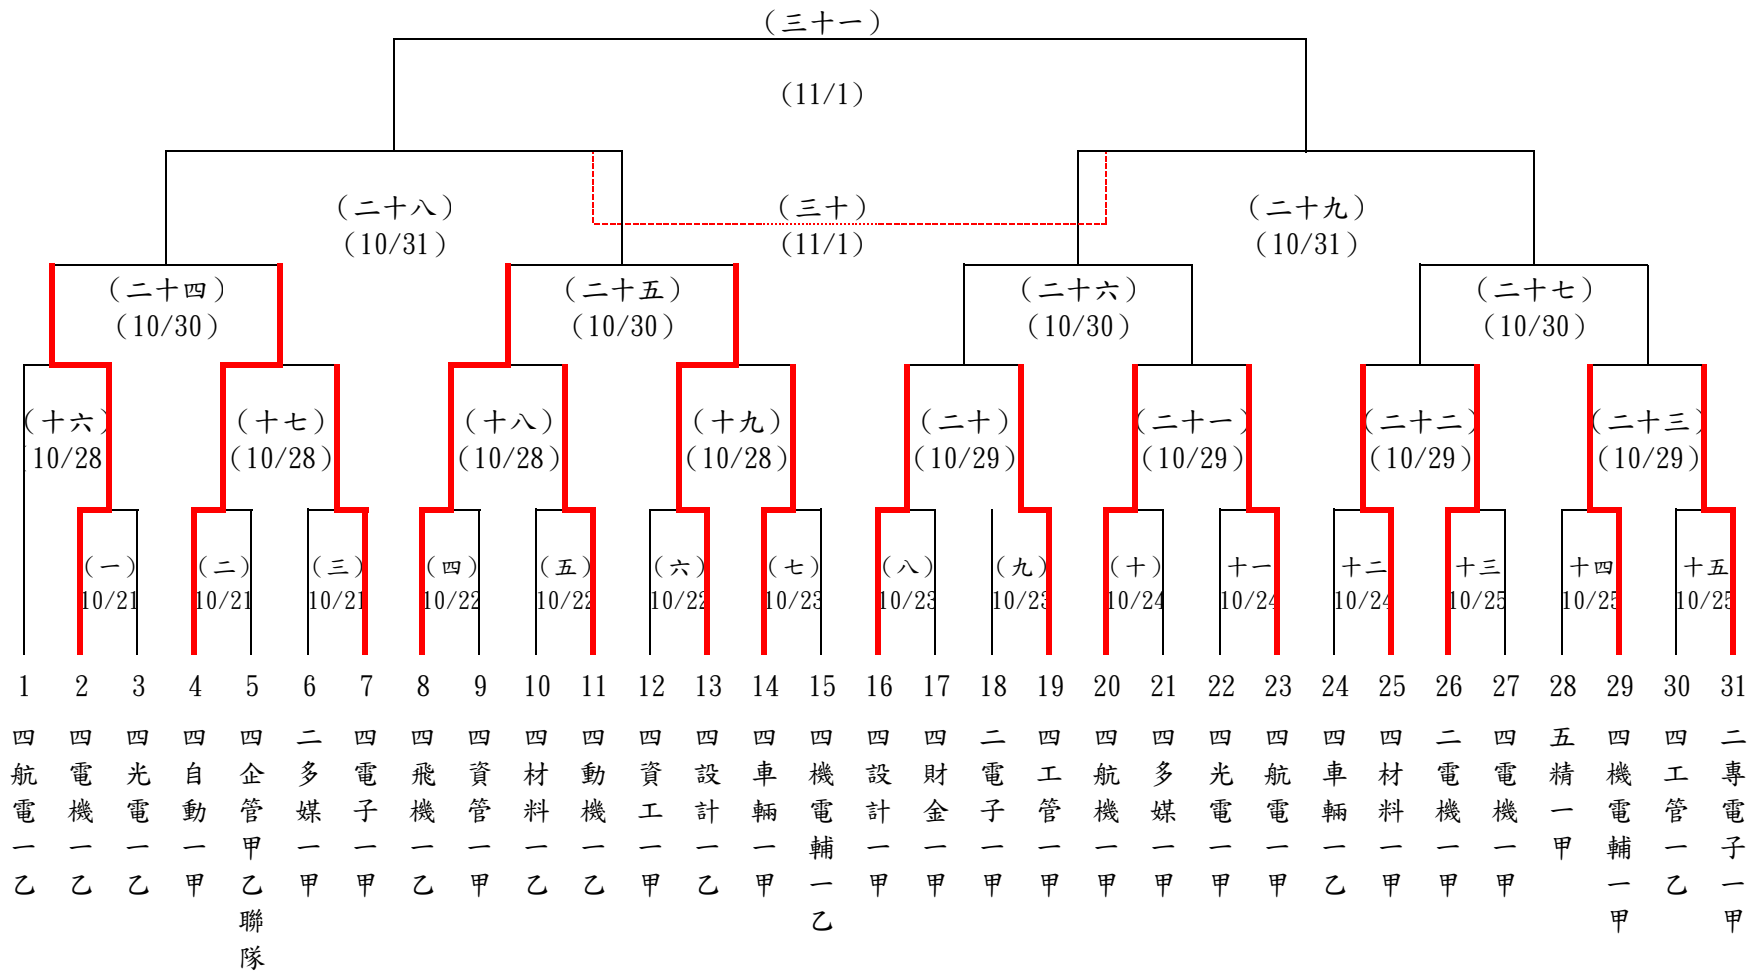 （三十一）
（11/1）
（二十八）
（三十）
（二十九）
（10/31）
（11/1）
（10/31）
（二十四）
（二十五）
（二十六）
（二十七）
（10/30）
（10/30）
（10/30）
（10/30）
（十六）
（十七）
（十八）
（十九）
（二十）
（二十一）
（二十二）
（二十三）
10/28
（10/28）
（10/28）
（10/28）
（10/29）
（10/29）
（10/29）
（10/29）
（一）
（二）
（三）
（四）
（五）
（六）
（七）
（八）
（九）
（十）
十一
十二
十三
十四
十五
10/21
10/21
10/21
10/22
10/22
10/22
10/23
10/23
10/23
10/24
10/24
10/24
10/25
10/25
10/25
1 2 3 4 5 6 7 8 9 10 11 12 13 14 15 16 17 18 19 20 21 22 23 24 25 26 27 28 29 30 31
四航電一乙
四電機一乙
四光電一乙
四自動一甲
四企管甲乙聯隊
二多媒一甲
四電子一甲
四飛機一乙
四資管一甲
四材料一乙
四動機一乙
四資工一甲
四設計一乙
四車輛一甲
四機電輔一乙
四設計一甲
四財金一甲
二電子一甲
四工管一甲
四航機一甲
四多媒一甲
四光電一甲
四航電一甲
四車輛一乙
四材料一甲
二電機一甲
四電機一甲
五精一甲
四機電輔一甲
四工管一乙
二專電子一甲